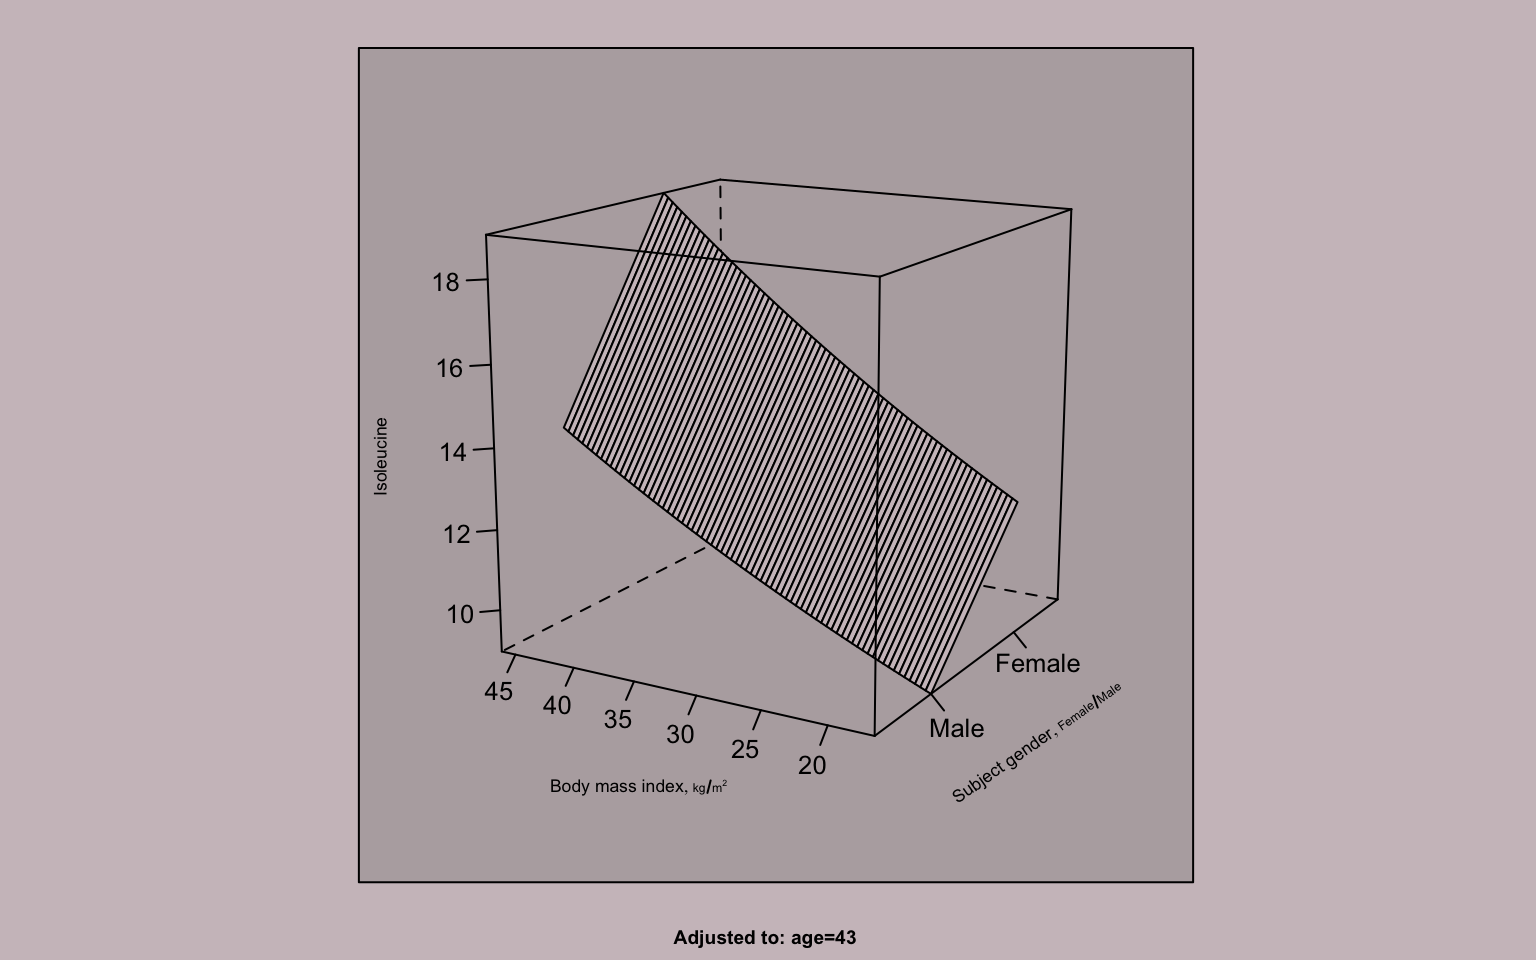 18
16
14
12
10
Isoleucine
45
40
35
30
25
20
Body mass index, kg/m²
Male
Female
Subject gender, Female/Male
Adjusted to: age=43